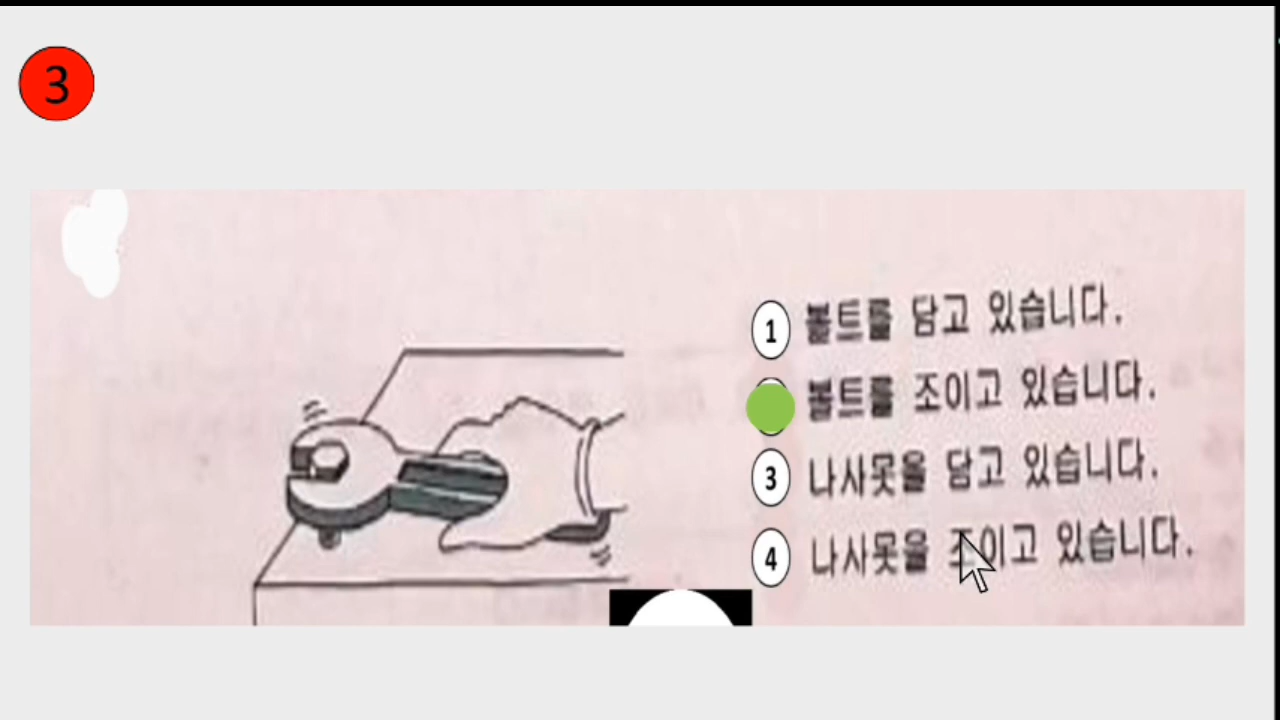 3
1 볼트를 담고 있습니다.
볼트를 조이고 있습니다.
3 나사못을 담고 있습니다.
4 나사못을 조이고 있습니다.